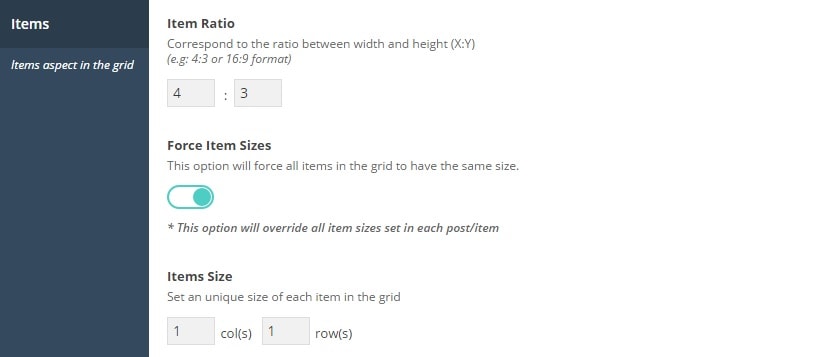 Items
Items aspect in the grid
Item Ratio
Correspond to the ratio between width and height (X:Y)
(e.g: 4:3 or 16:9 format)
4 : 3
Force Item Sizes
This option will force all items in the grid to have the same size.
* This option will override all item sizes set in each post/item
Items Size
Set an unique size of each item in the grid
1 col(s) 1 row(s)